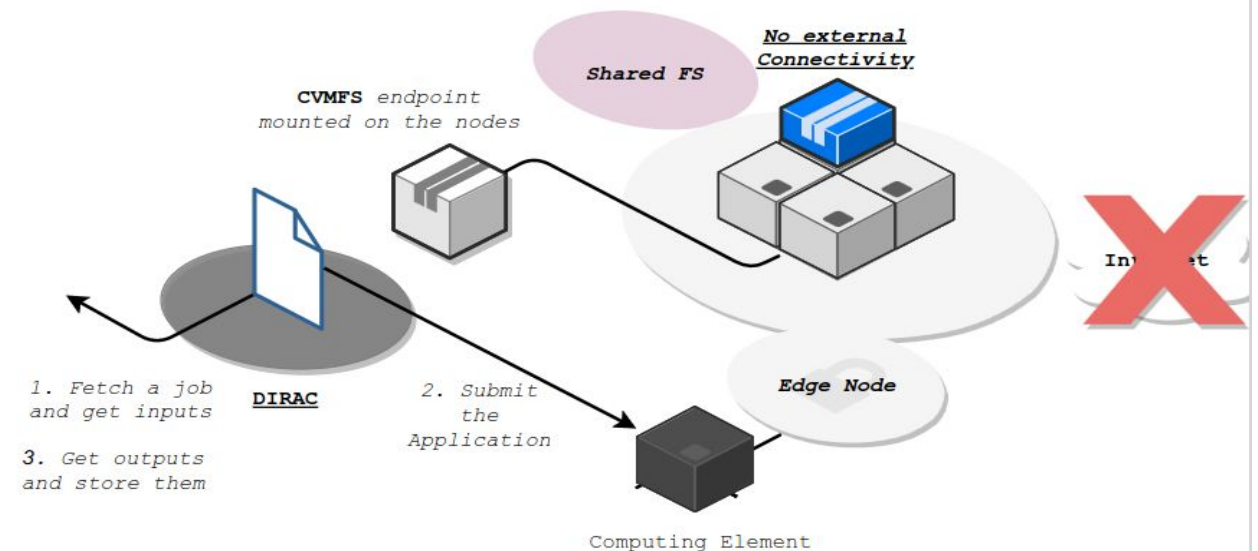 No external
Connectivity
Shared FS
CVMFS endpoint
mounted on the nodes
Edge Node
1. Fetch a job
and get inputs
DIRAC
2. Submit
the
Application
3. Get outputs
and store them
Computing Element